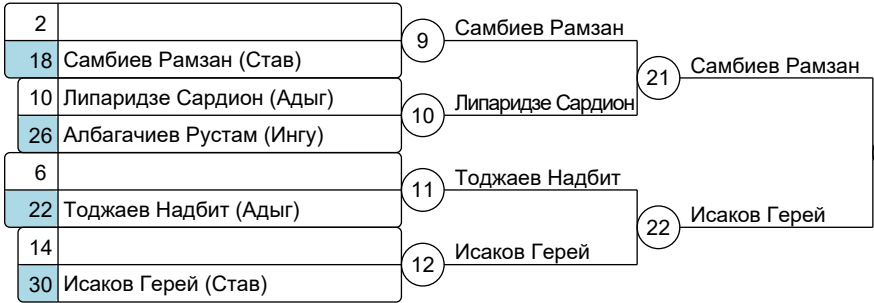 2
18 Самбиев Рамзан (Став)
9 Самбиев Рамзан
10 Липаридзе Сардион (Адыг)
26 Албагачиев Рустам (Ингу)
10 Липаридзе Сардион
21 Самбиев Рамзан
6
22 Тоджаев Надбит (Адыг)
11 Тоджаев Надбит
14
30 Исаков Герей (Став)
12 Исаков Герей
22 Исаков Герей